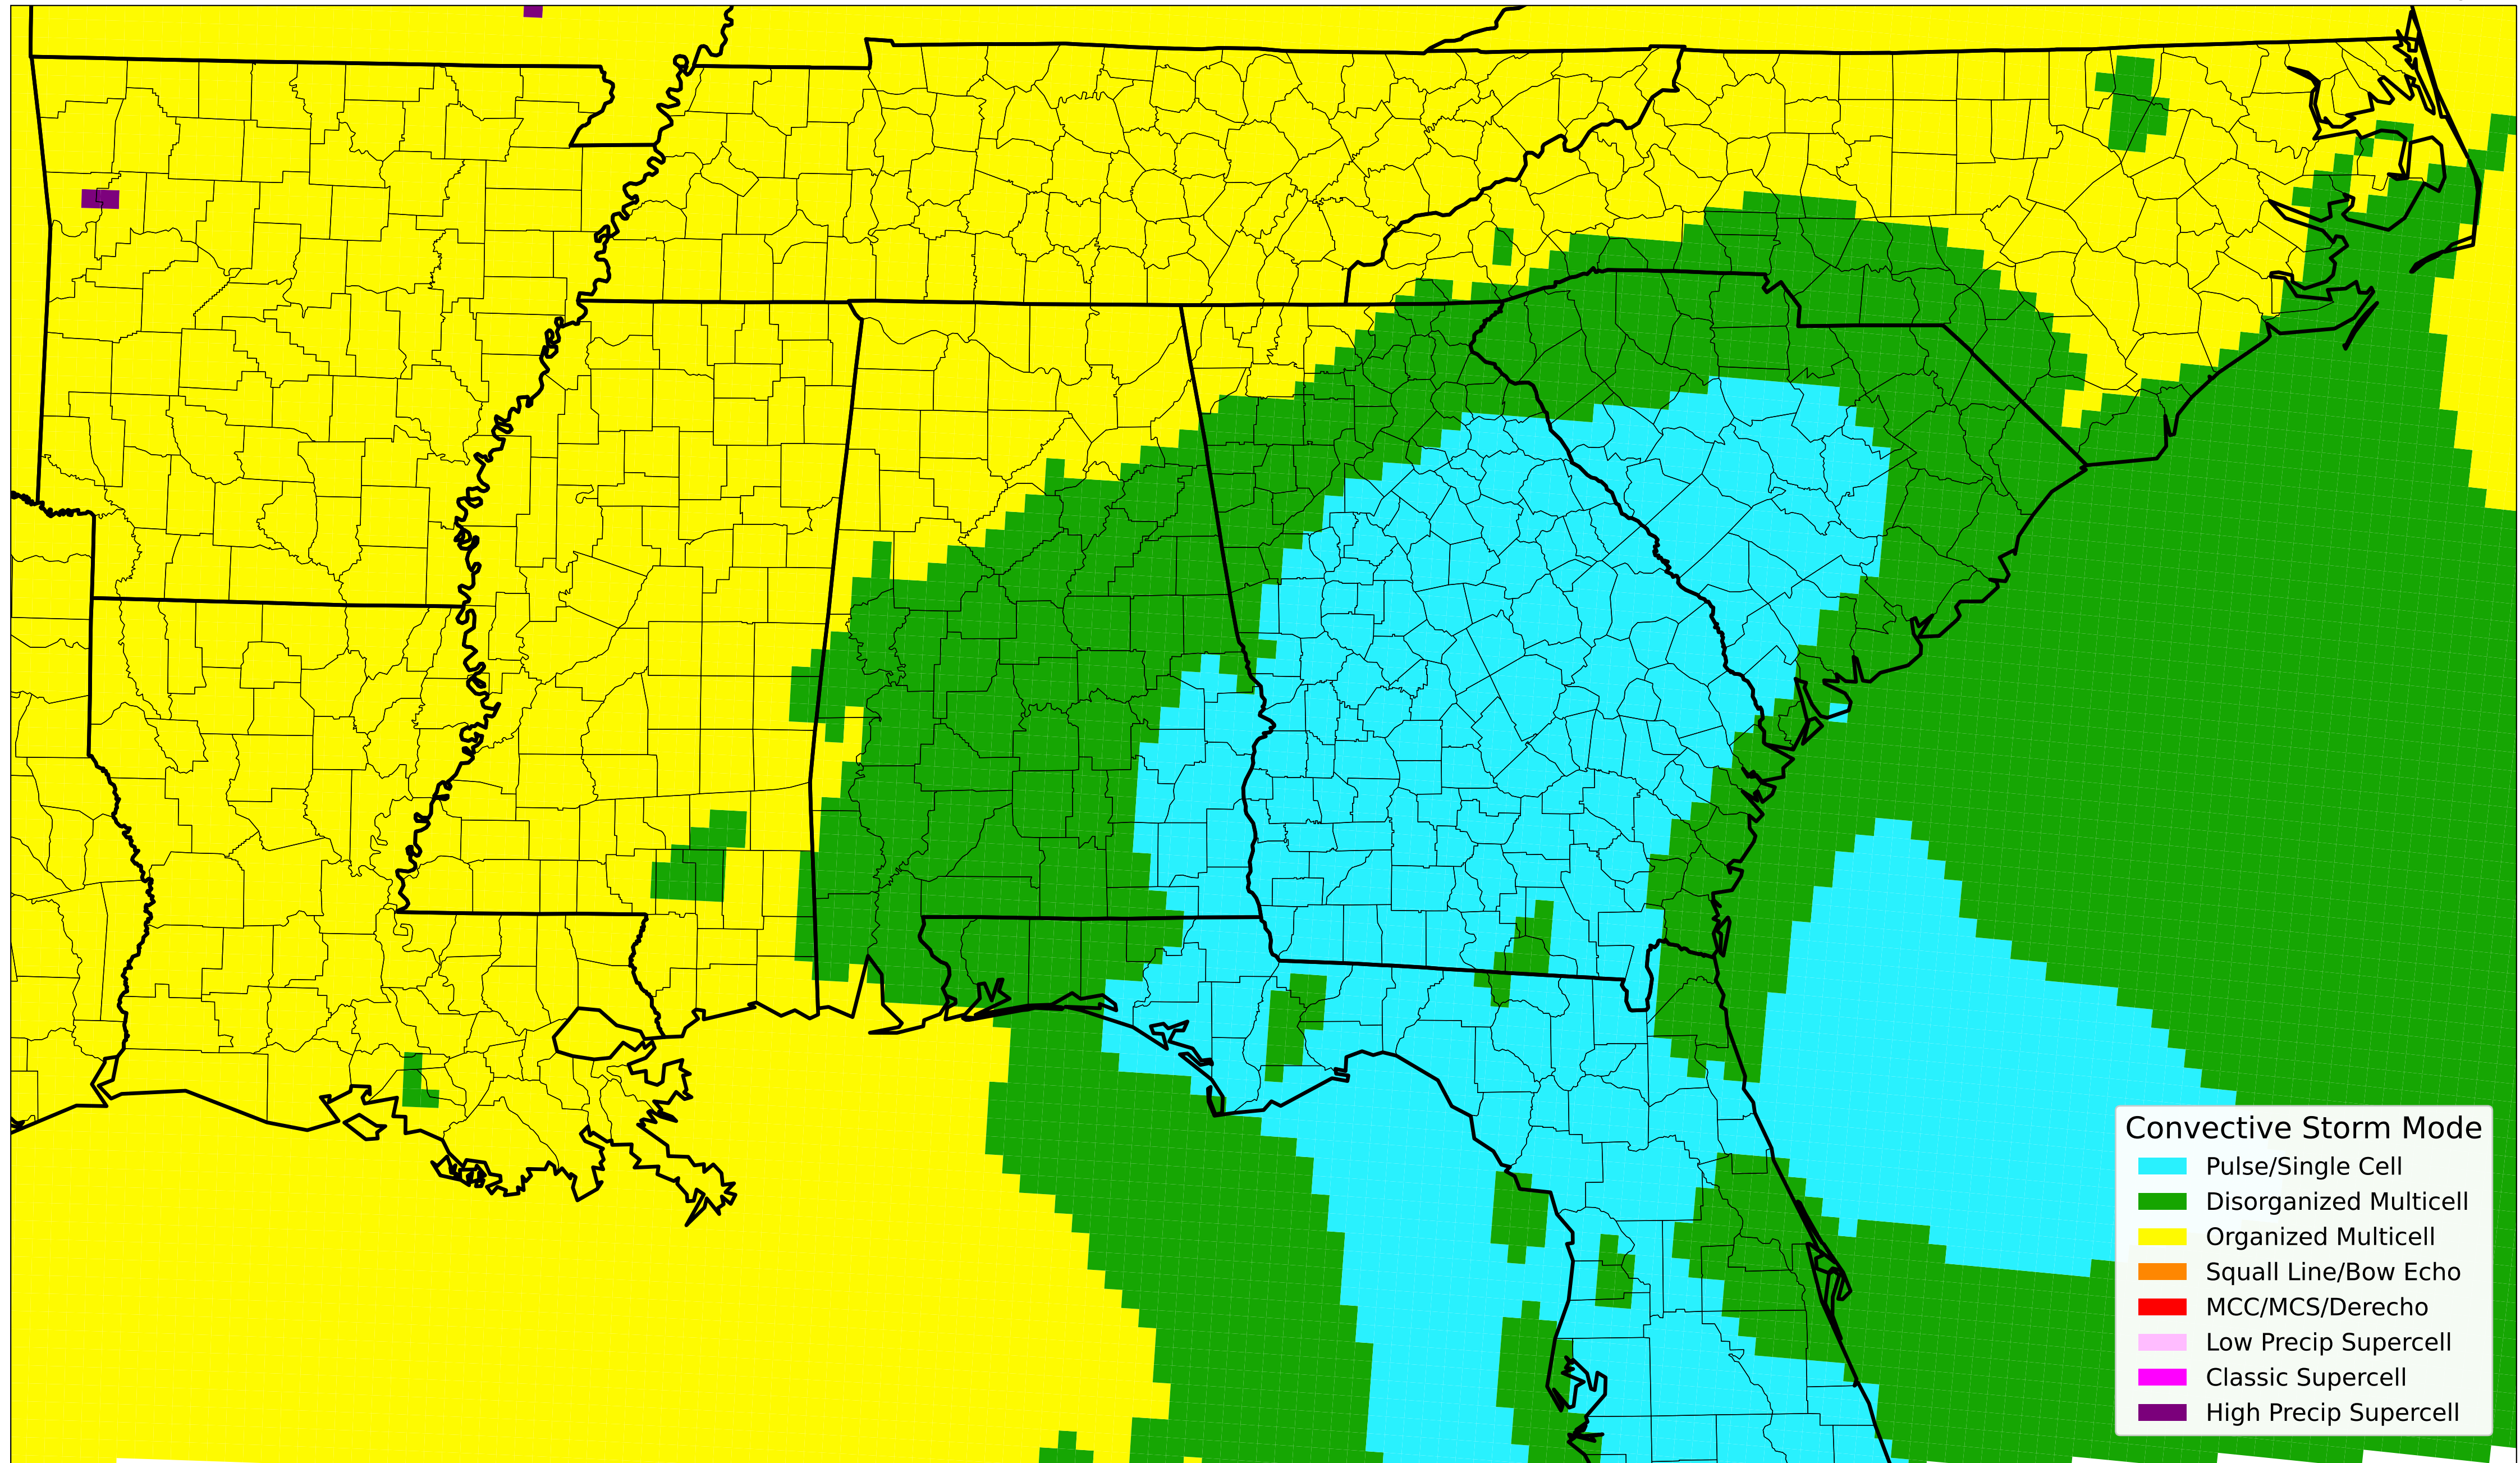 Convective Storm Mode
Pulse/Single Cell
Disorganized Multicell
Organized Multicell
Squall Line/Bow Echo
MCC/MCS/Derecho
Low Precip Supercell
Classic Supercell
High Precip Supercell